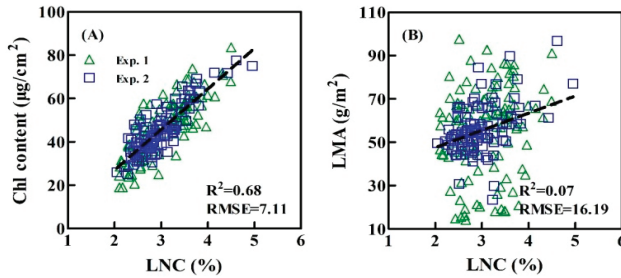 (A)
Exp. 1
Exp. 2
100
80
60
40
20
0
Chl content (µg/cm²)
R²=0.68
RMSE=7.11
1 2 3 4 5 6
LNC (%)
(B)
110
90
70
50
30
10
LMA (g/m²)
R²=0.07
RMSE=16.19
1 2 3 4 5 6
LNC (%)